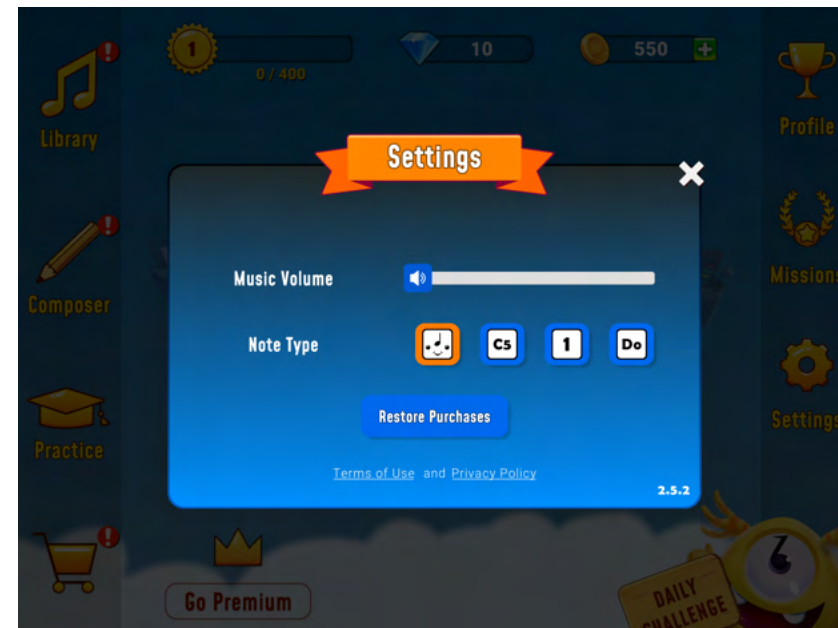 1
0 / 400
10
550
Library
Profile
Settings
Composer
Missions
Music Volume
Note Type
C5
1
Do
Restore Purchases
Terms of Use and Privacy Policy
2.5.2
Practice
Settings
Go Premium
DAILY
CHALLENGE